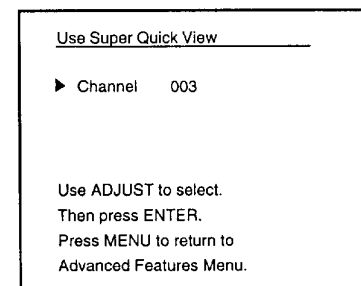 Use Super Quick View
▶ Channel 003
Use ADJUST to select.
Then press ENTER.
Press MENU to return to
Advanced Features Menu.